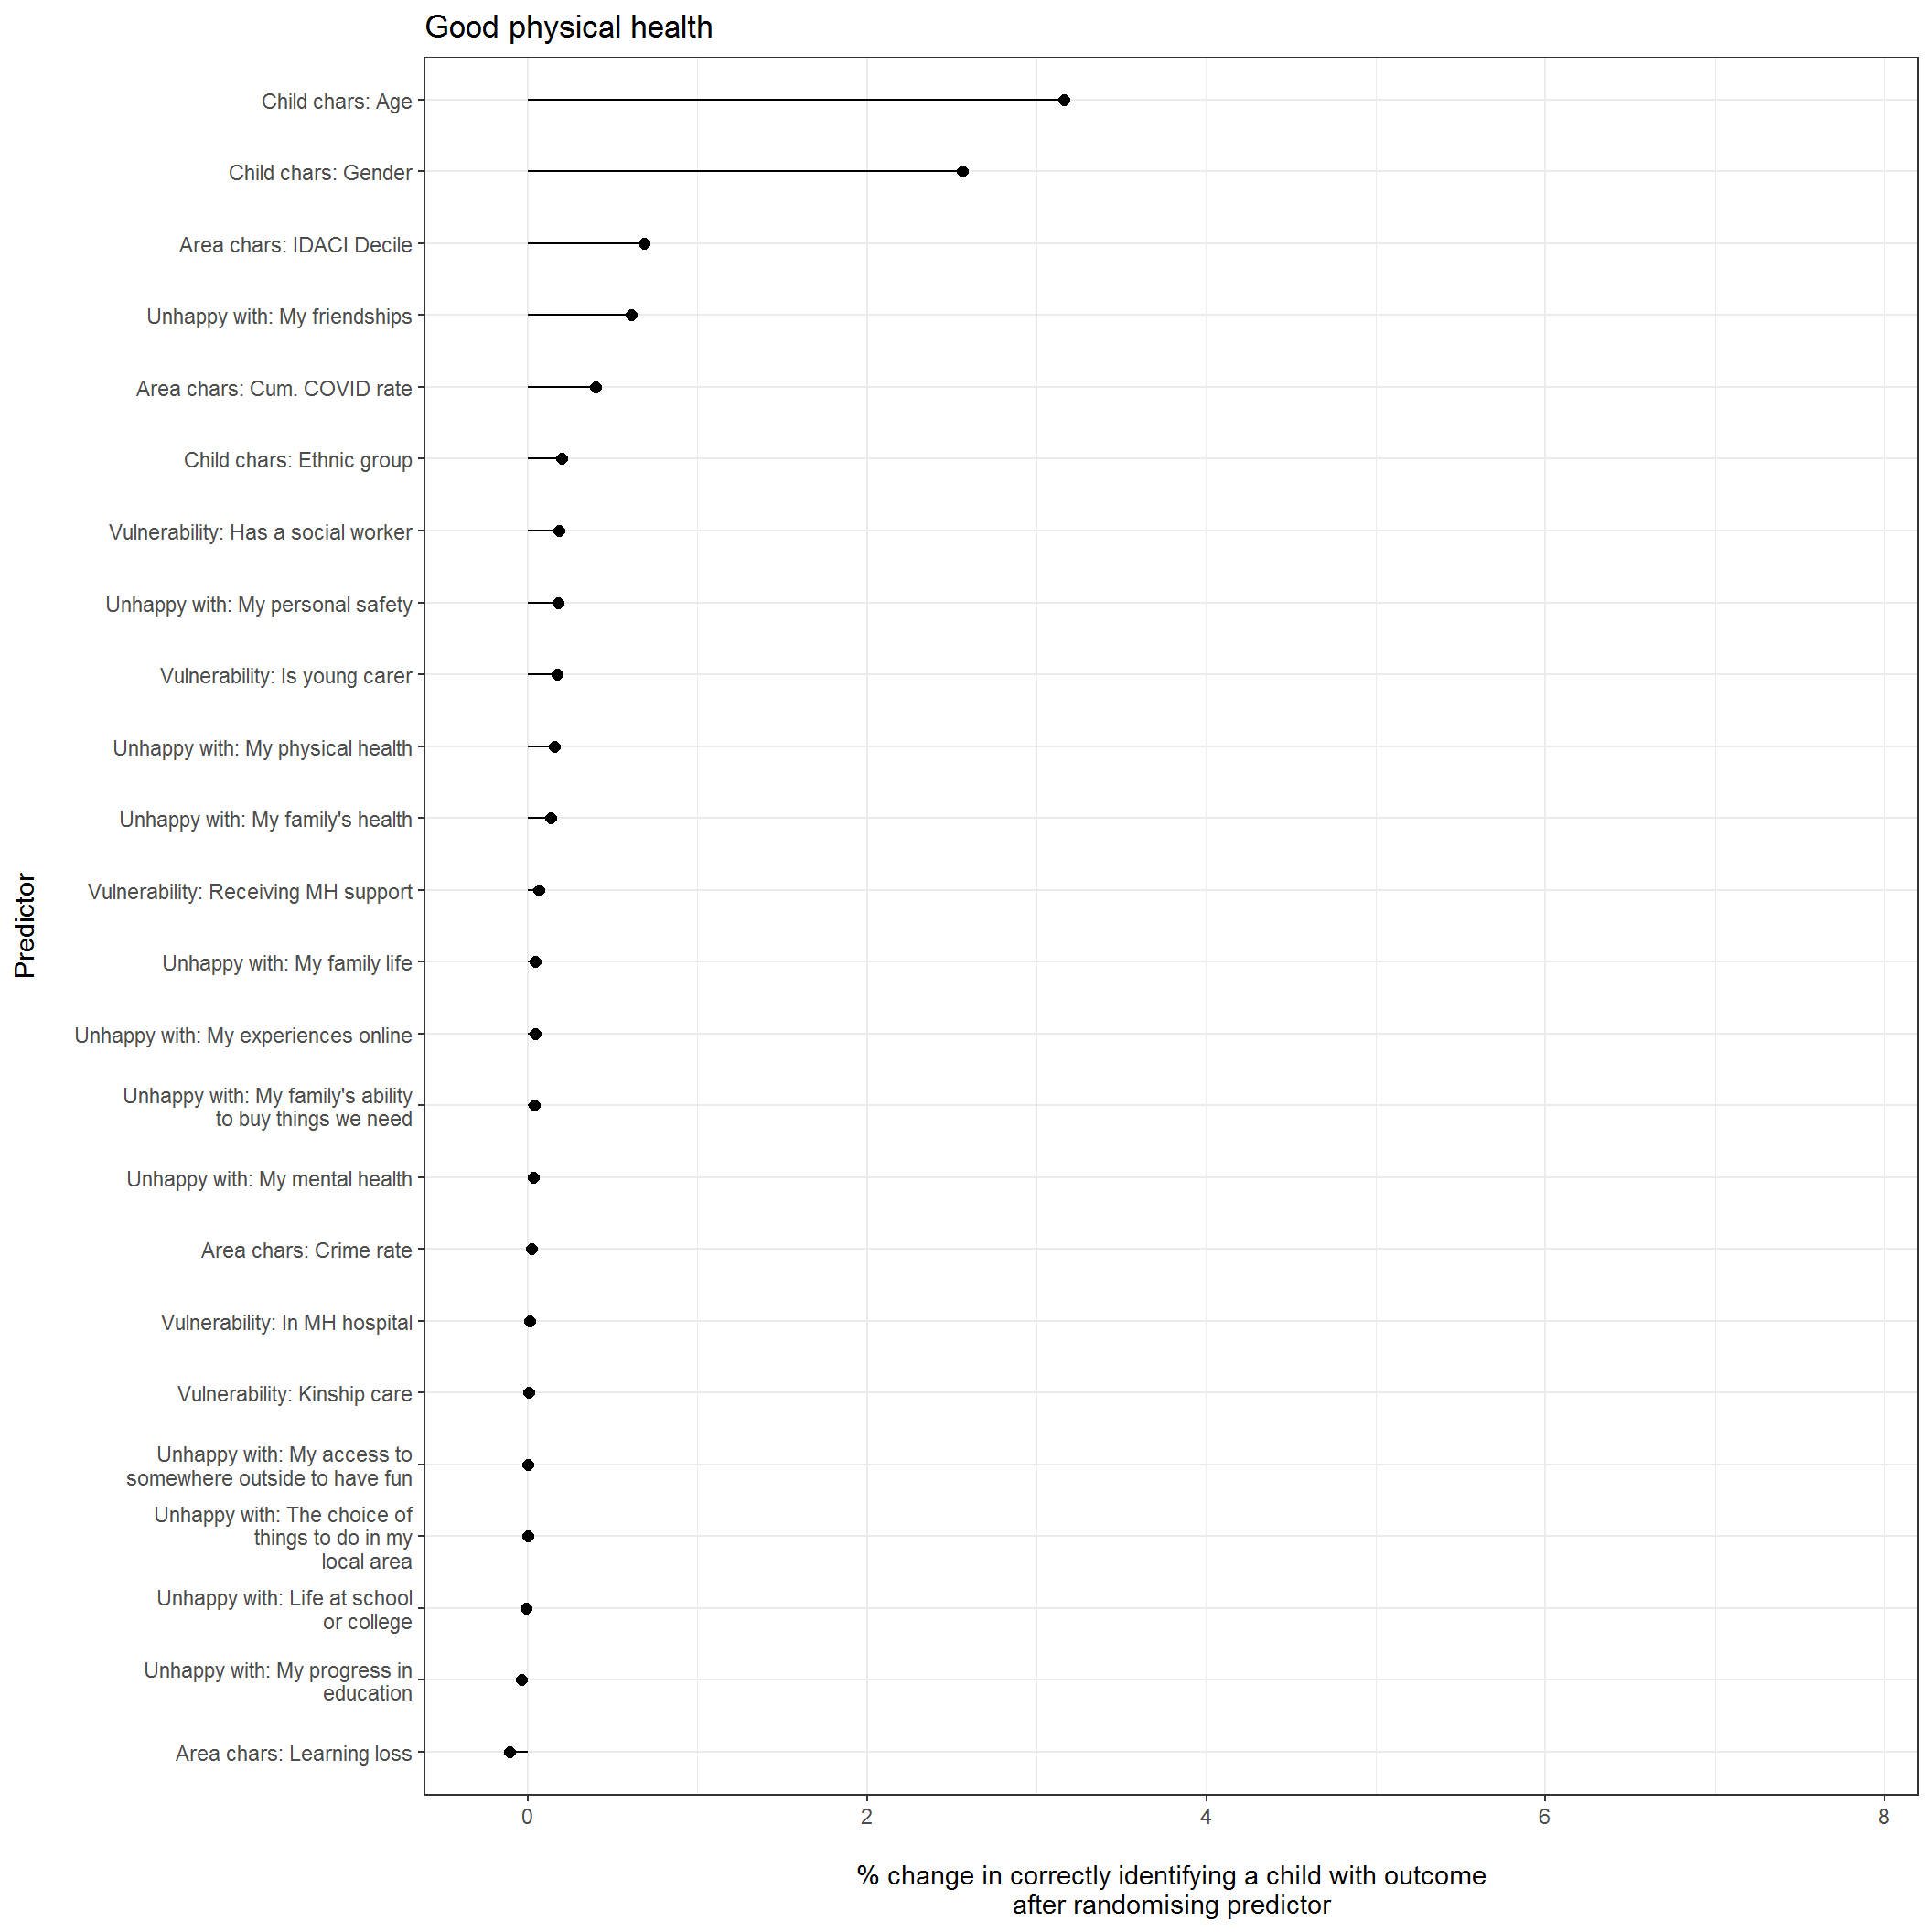 Good physical health
Child chars: Age
Child chars: Gender
Area chars: IDACI Decile
Unhappy with: My friendships
Area chars: Cum. COVID rate
Child chars: Ethnic group
Vulnerability: Has a social worker
Unhappy with: My personal safety
Vulnerability: Is young carer
Unhappy with: My physical health
Unhappy with: My family's health
Vulnerability: Receiving MH support
Unhappy with: My family life
Unhappy with: My experiences online
Unhappy with: My family's ability
to buy things we need
Unhappy with: My mental health
Area chars: Crime rate
Vulnerability: In MH hospital
Vulnerability: Kinship care
Unhappy with: My access to
somewhere outside to have fun
Unhappy with: The choice of
things to do in my
local area
Unhappy with: Life at school
or college
Unhappy with: My progress in
education
Area chars: Learning loss
Predictor
0 2 4 6 8
% change in correctly identifying a child with outcome
after randomising predictor